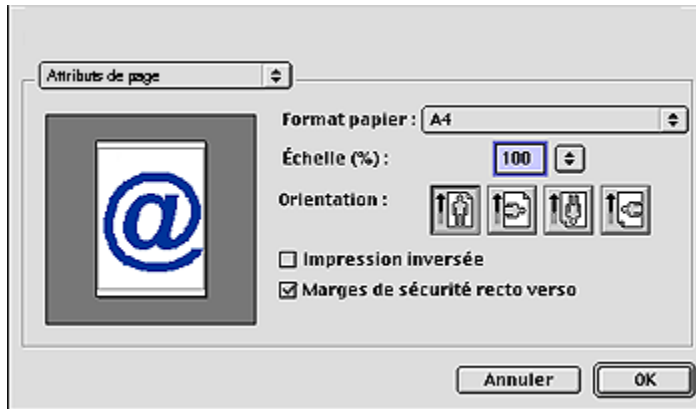 Attributs de page
Format papier : A4
Échelle (%) : 100
Orientation :
@
Impression inversée
Marges de sécurité recto verso
Annuler OK